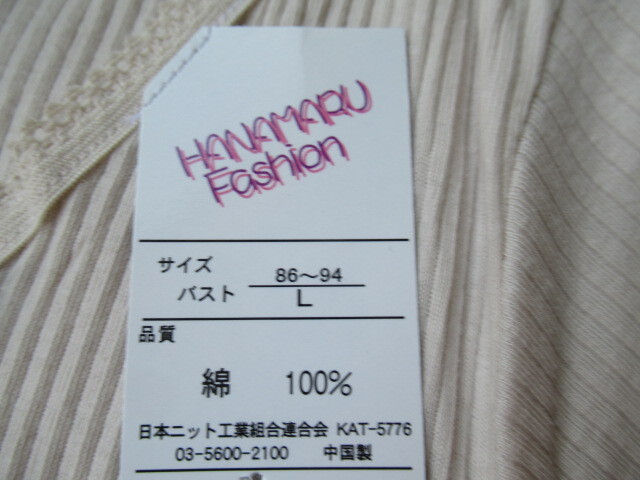 HANAMARU
Fashion
サイズ
バスト 86～94
L
品質
綿 100%
日本ニット工業組合連合会 KAT-5776
03-5600-2100 中国製